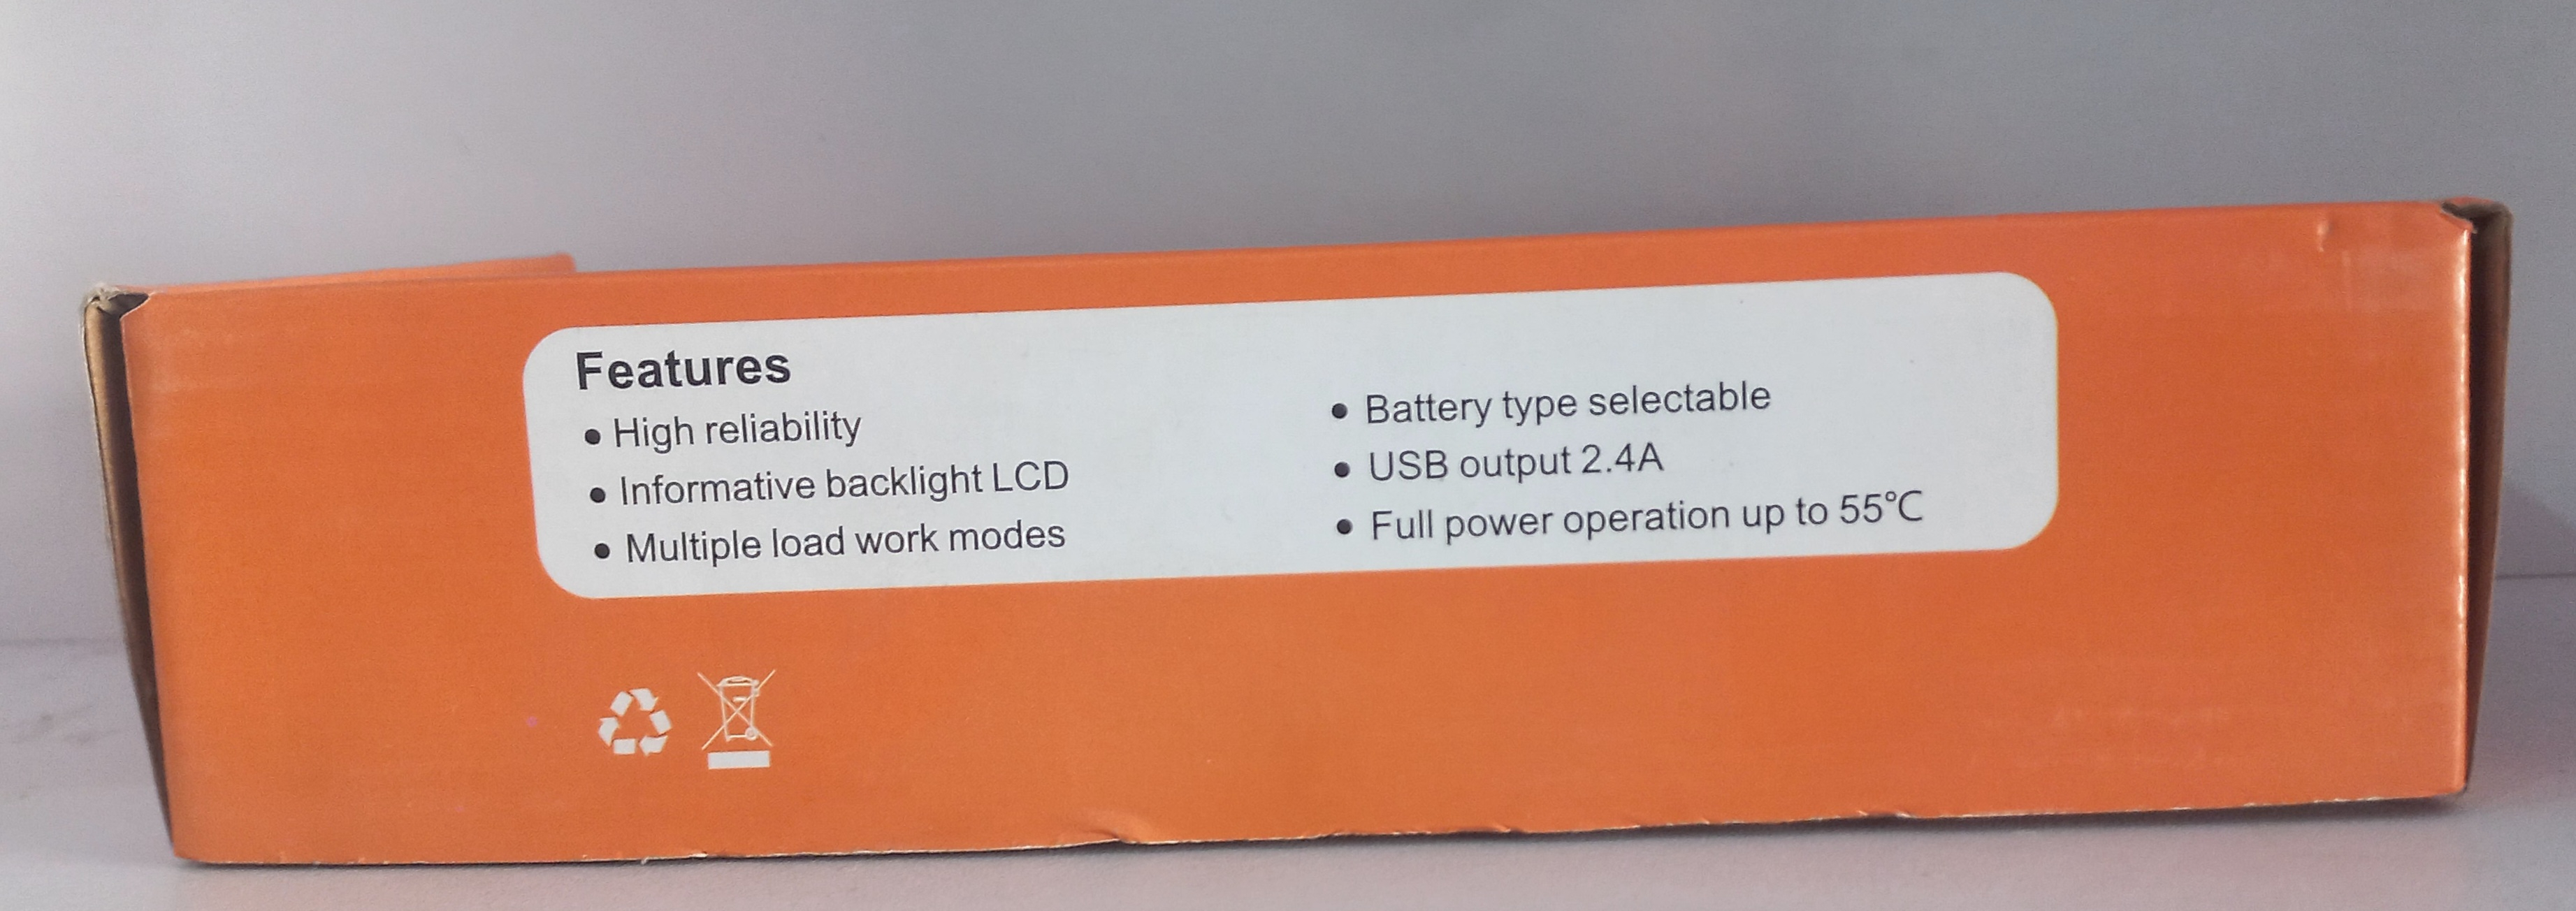 Features
• High reliability
• Informative backlight LCD
• Multiple load work modes
• Battery type selectable
• USB output 2.4A
• Full power operation up to 55℃